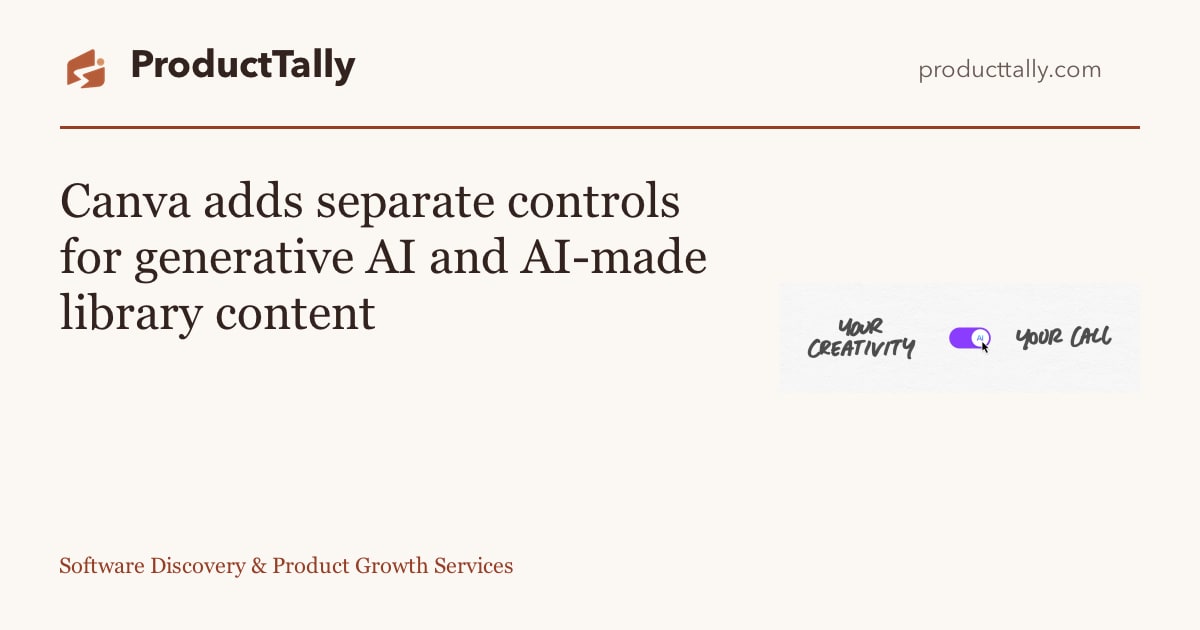 ProductTally
producttally.com
Canva adds separate controls
for generative AI and AI-made
library content
YOUR
CREATIVITY
AI
YOUR CALL
Software Discovery & Product Growth Services